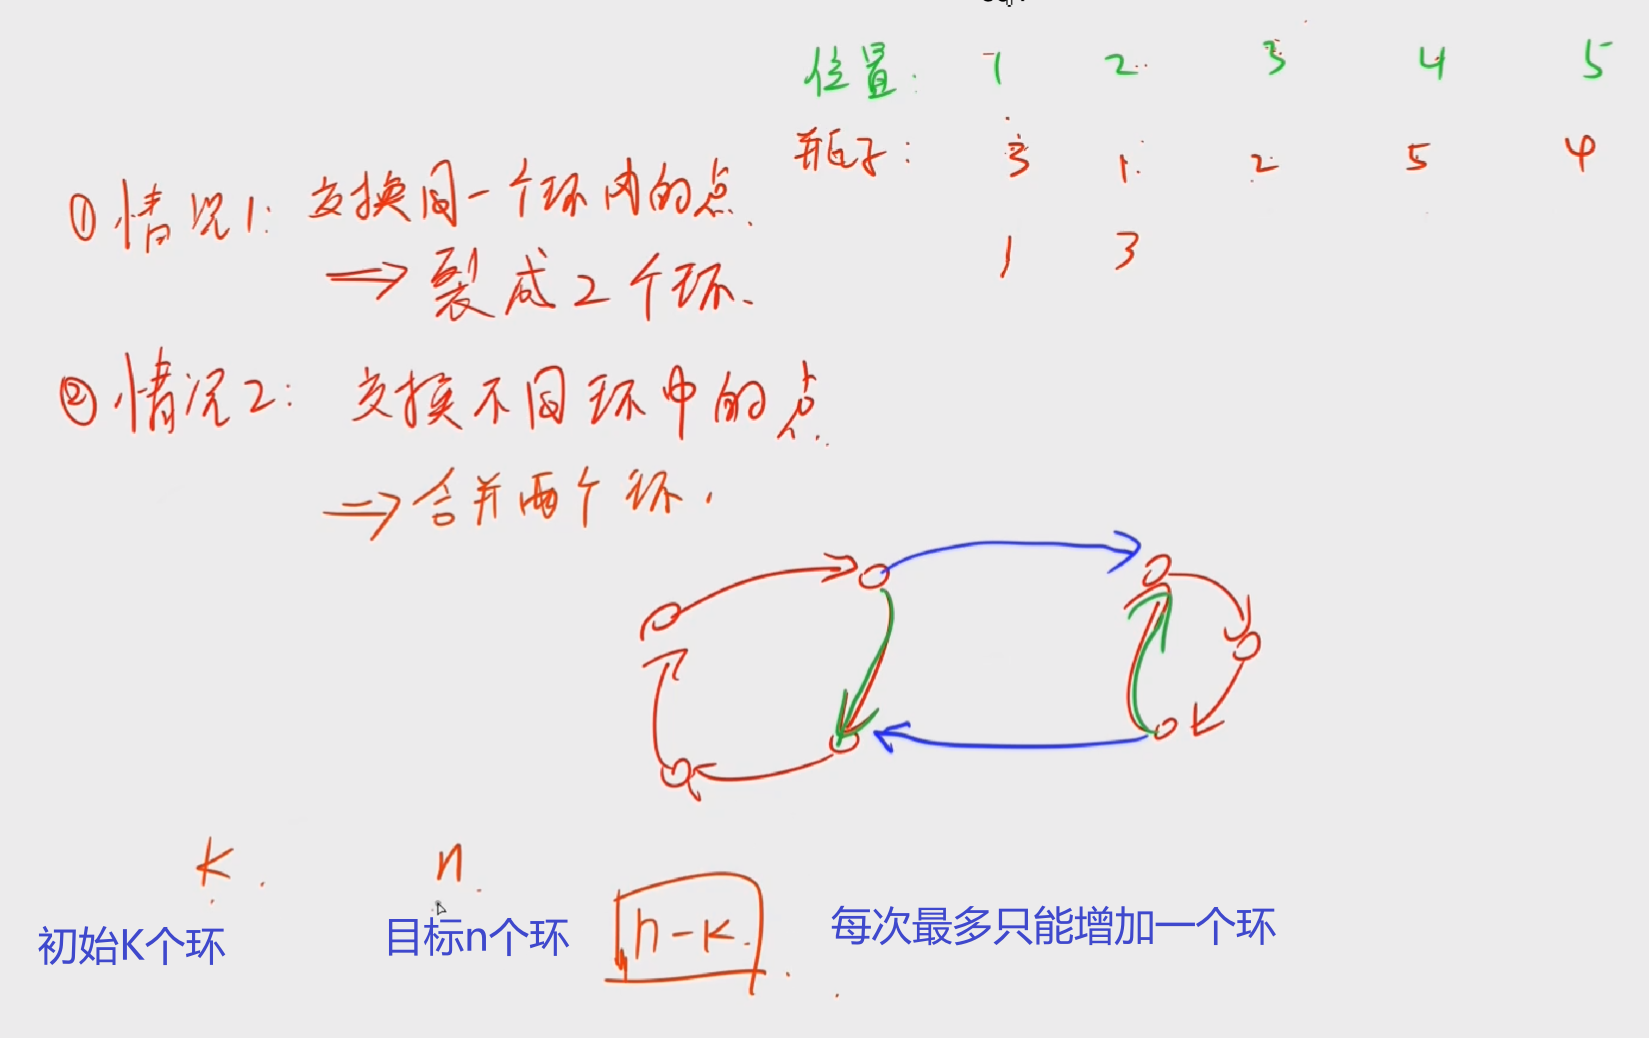 位置: 1 2 3 4 5
瓶子: 3 1 2 5 4
1 3
①情况1: 交换同一个环内的点.
⇒ 裂成2个环.
②情况2: 交换不同环中的点.
⇒ 合并两个环.
K. n.
初始K个环 目标n个环 n-K. 每次最多只能增加一个环